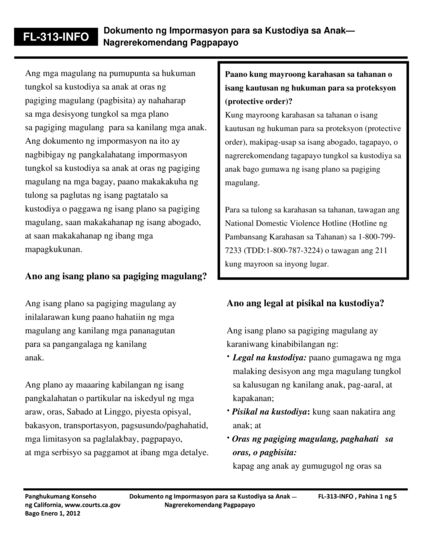 FL-313-INFO
Dokumento ng Impormasyon para sa Kustodiya sa Anak—
Nagrerekomendang Pagpapayo
Ang mga magulang na pumupunta sa hukuman
tungkol sa kustodiya sa anak at oras ng
pagiging magulang (pagbisita) ay nahaharap
sa mga desisyong tungkol sa mga plano
sa pagiging magulang para sa kanilang mga anak.
Ang dokumento ng impormasyon na ito ay
nagbibigay ng pangkalahatang impormasyon
tungkol sa kustodiya sa anak at oras ng pagiging
magulang na mga bagay, paano makakakuha ng
tulong sa paglutas ng isang pagtatalo sa
kustodiya o paggawa ng isang plano sa pagiging
magulang, saan makakahanap ng isang abogado,
at saan makakahanap ng ibang mga
mapagkukunan.
Ano ang isang plano sa pagiging magulang?
Ang isang plano sa pagiging magulang ay
inilalarawan kung paano hahatiin ng mga
magulang ang kanilang mga pananagutan
para sa pangangalaga ng kanilang
anak.
Ang plano ay maaaring kabilangan ng isang
pangkalahatan o partikular na iskedyul ng mga
araw, oras, Sabado at Linggo, piyesta opisyal,
bakasyon, transportasyon, pagsusundo/paghahatid,
mga limitasyon sa paglalakbay, pagpapayo,
at mga serbisyo sa paggamot at ibang mga detalye.
Paano kung mayroong karahasan sa tahanan o
isang kautusan ng hukuman para sa proteksyon
(protective order)?
Kung mayroong karahasan sa tahanan o isang
kautusan ng hukuman para sa proteksyon (protective
order), makipag-usap sa isang abogado, tagapayo, o
nagrerekomendang tagapayo tungkol sa kustodiya sa
anak bago gumawa ng isang plano sa pagiging
magulang.
Para sa tulong sa karahasan sa tahanan, tawagan ang
National Domestic Violence Hotline (Hotline ng
Pambansang Karahasan sa Tahanan) sa 1-800-799-
7233 (TDD:1-800-787-3224) o tawagan ang 211
kung mayroon sa inyong lugar.
Ano ang legal at pisikal na kustodiya?
Ang isang plano sa pagiging magulang ay
karaniwang kinabibilangan ng:
• Legal na kustodiya: paano gumagawa ng mga
malaking desisyon ang mga magulang tungkol
sa kalusugan ng kanilang anak, pag-aaral, at
kapakanan;
• Pisikal na kustodiya: kung saan nakatira ang
anak; at
• Oras ng pagiging magulang, paghahati sa
oras, o pagbisita:
kapag ang anak ay gumugugol ng oras sa
Panghukumang Konseho
ng California, www.courts.ca.gov
Bago Enero 1, 2012
Dokumento ng Impormasyon para sa Kustodiya sa Anak —
Nagrerekomendang Pagpapayo
FL-313-INFO , Pahina 1 ng 5